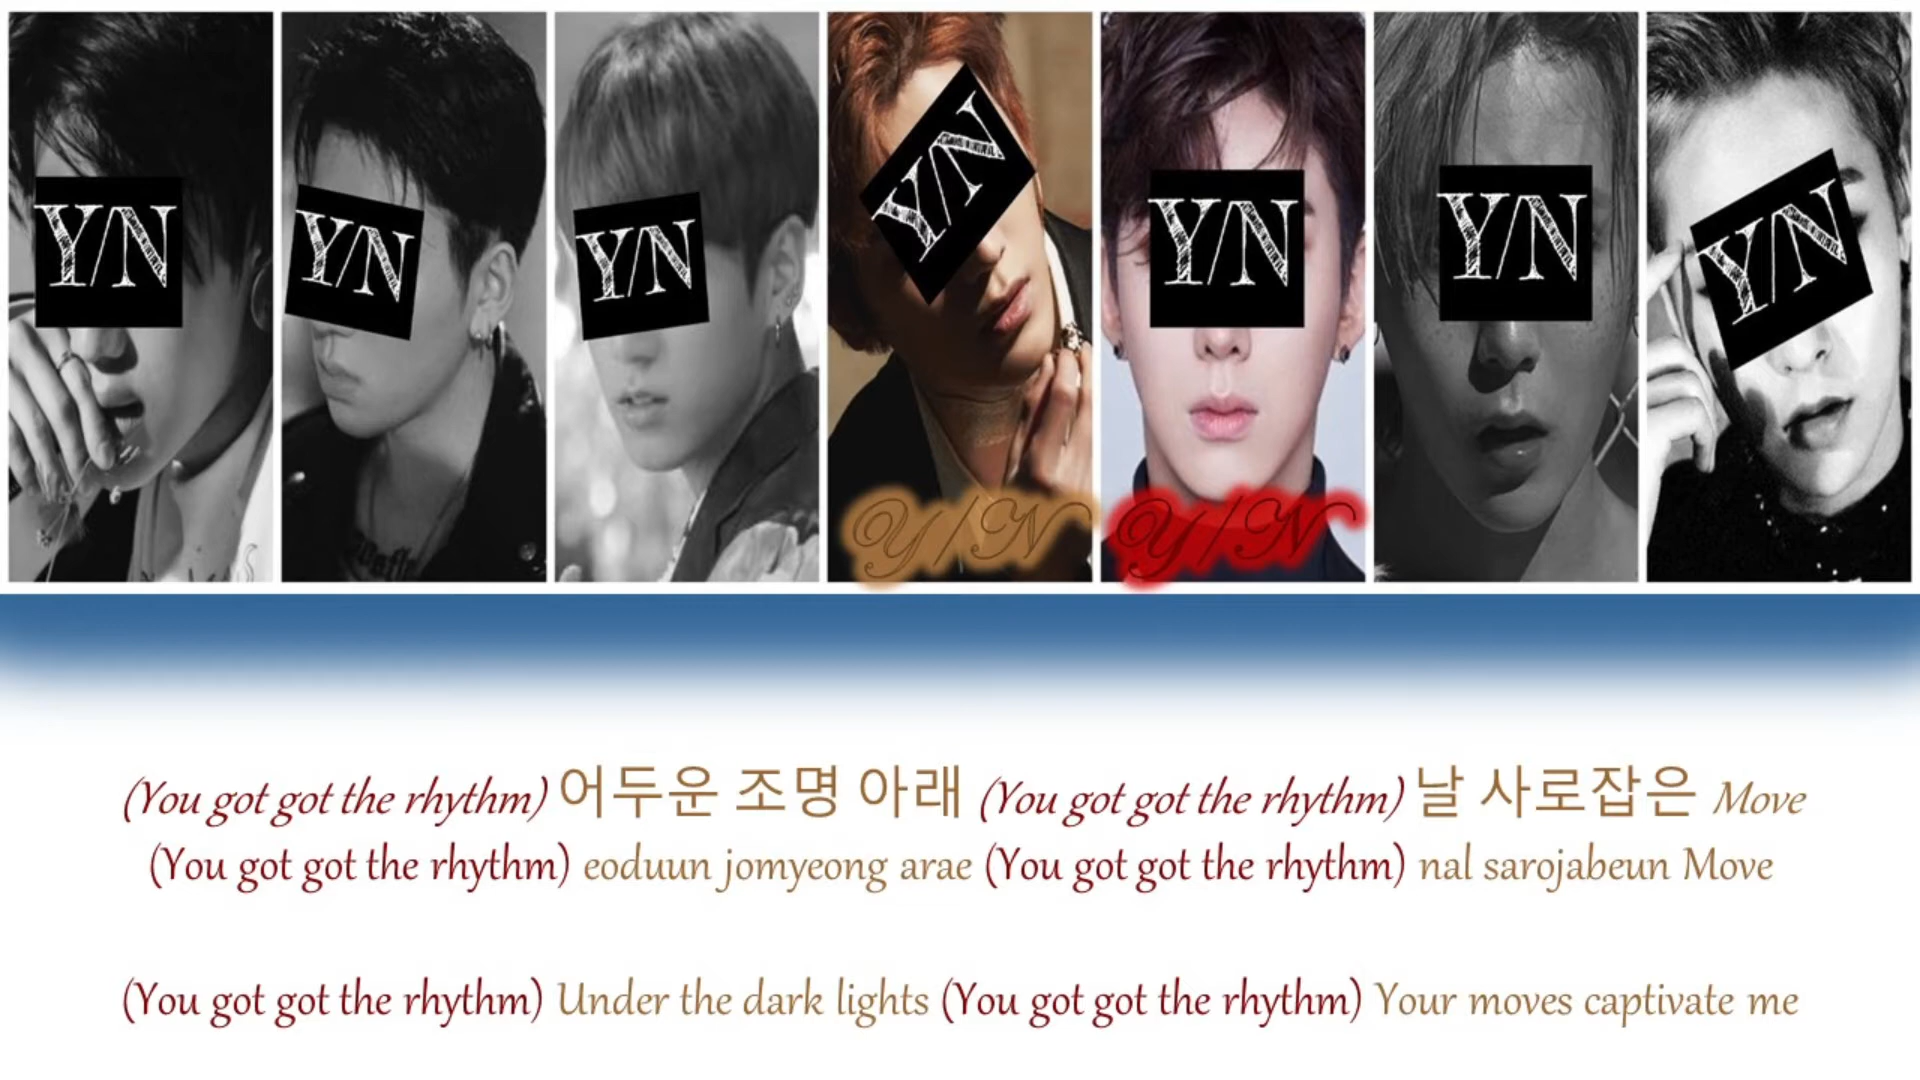 Y/N Y/N Y/N Y/N Y/N Y/N Y/N
Y/N Y/N
(You got got the rhythm) 어두운 조명 아래 (You got got the rhythm) 날 사로잡은 Move
(You got got the rhythm) eoduun jomyeong arae (You got got the rhythm) nal sarojabeun Move
(You got got the rhythm) Under the dark lights (You got got the rhythm) Your moves captivate me